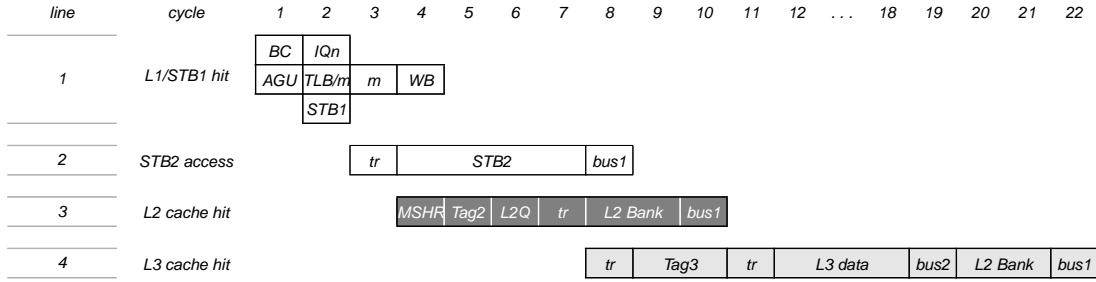 line cycle 1 2 3 4 5 6 7 8 9 10 11 12 ... 18 19 20 21 22
BC IQn
1 L1/STB1 hit AGU TLB/m m WB
STB1
2 STB2 access tr STB2 bus1
3 L2 cache hit MSHR Tag2 L2Q tr L2 Bank bus1
4 L3 cache hit tr Tag3 tr L3 data bus2 L2 Bank bus1